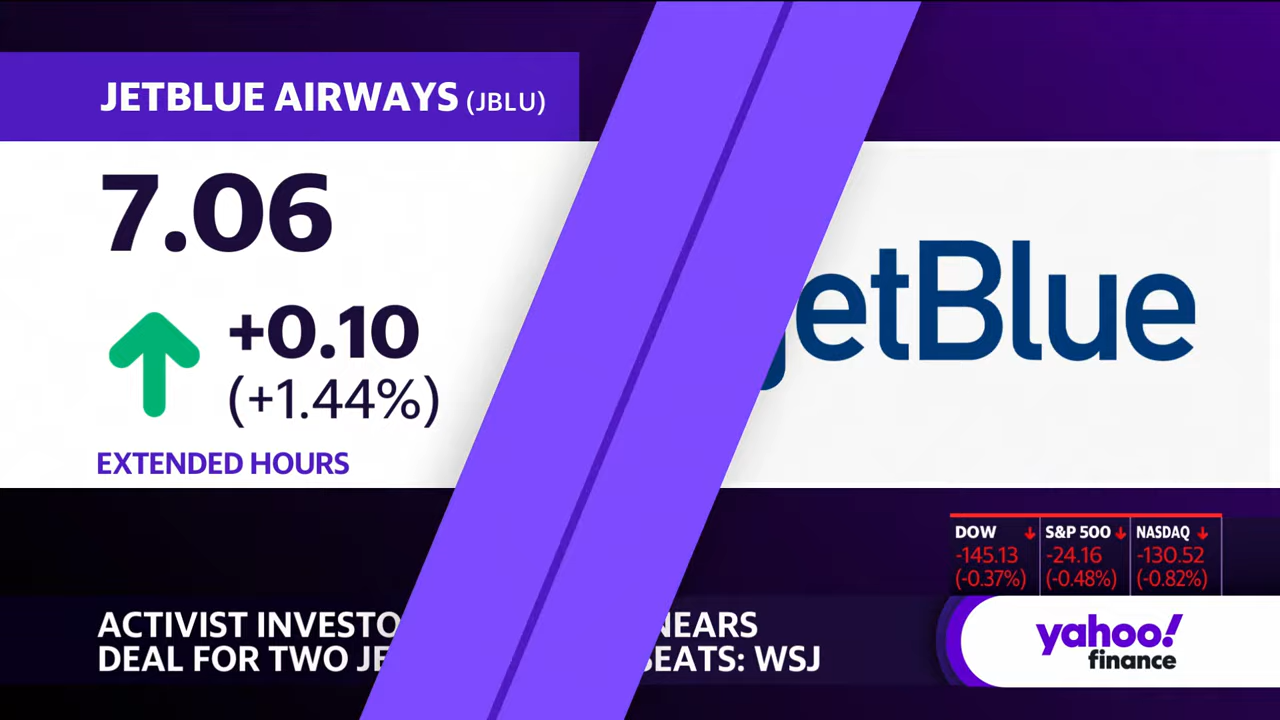 JETBLUE AIRWAYS (JBLU)
7.06
+0.10
(+1.44%)
EXTENDED HOURS
etBlue
DOW
-145.13
(-0.37%)
S&P 500
-24.16
(-0.48%)
NASDAQ
-130.52
(-0.82%)
ACTIVIST INVESTO NEARS
DEAL FOR TWO JE SEATS: WSJ
yahoo!
finance